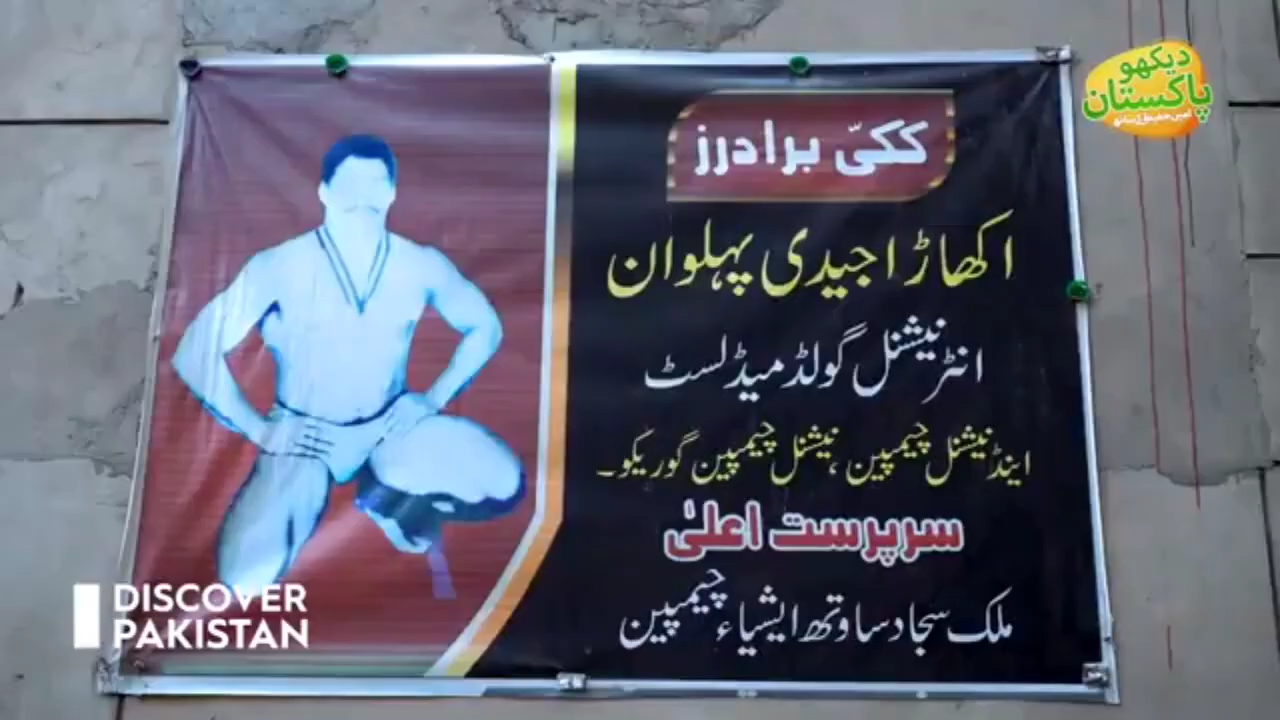 ککیّ برادرز
اکھاڑا جیدی پہلوان
انٹرنیشنل گولڈ میڈلسٹ
اینڈ نیشنل چیمپین ، نیشنل چیمپین گوریکو۔
سرپرست اعلیٰ
ملک سجاد ساوتھ ایشیاء چیمپین
دیکھو
پاکستان
DISCOVER
PAKISTAN